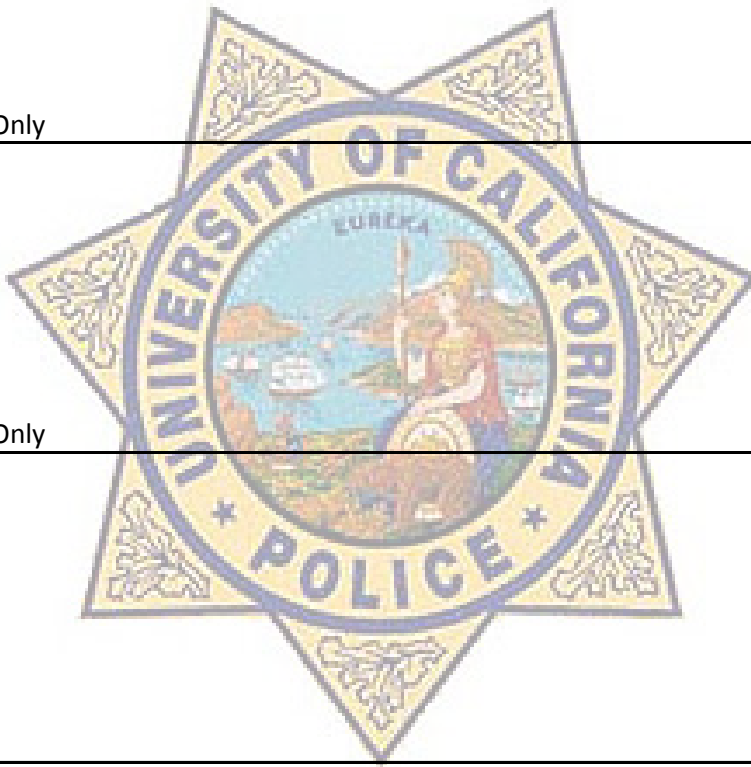 Only
UNIVERSITY OF CALIFORNIA
EUREKA
Only
★ POLICE ★